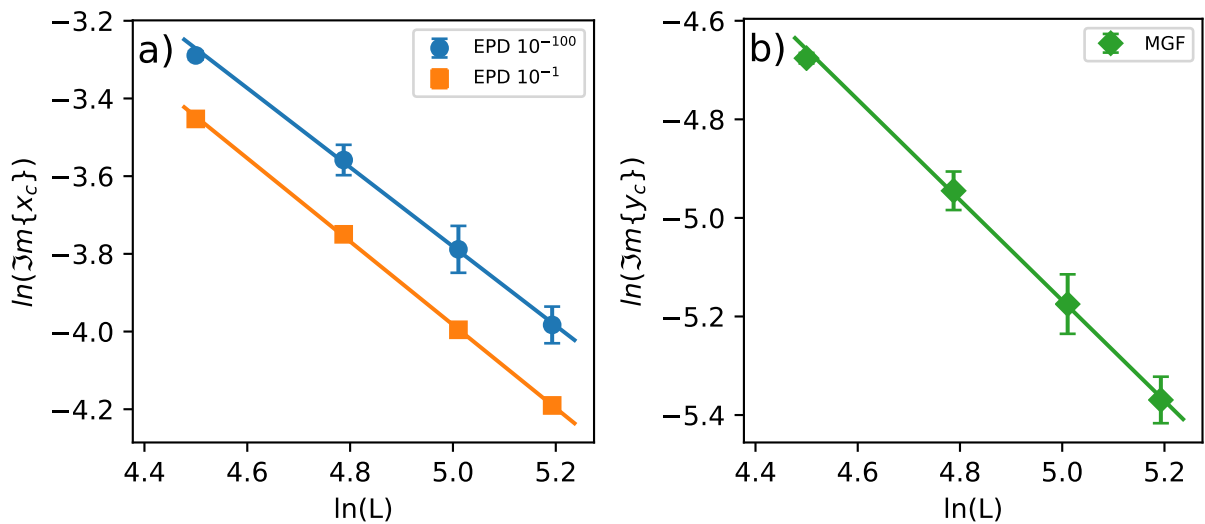 a)
EPD 10⁻¹⁰⁰
EPD 10⁻¹
−3.2
−3.4
−3.6
−3.8
−4.0
−4.2
ln(ℑm{x_c})
4.4 4.6 4.8 5.0 5.2
ln(L)
b)
MGF
−4.6
−4.8
−5.0
−5.2
−5.4
ln(ℑm{y_c})
4.4 4.6 4.8 5.0 5.2
ln(L)